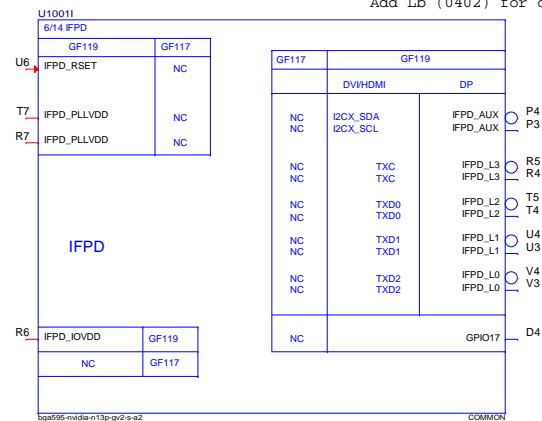 Add Lb (0402) for
U1001I
6/14 IFPD
GF119 GF117
U6 IFPD_RSET NC
T7 IFPD_PLLVDD NC
R7 IFPD_PLLVDD NC
IFPD
R6 IFPD_IOVDD GF119
NC GF117
GF117 GF119
DVI/HDMI DP
NC I2CX_SDA IFPD_AUX P4
NC I2CX_SCL IFPD_AUX P3
NC TXC IFPD_L3 R5
NC TXC IFPD_L3 R4
NC TXD0 IFPD_L2 T5
NC TXD0 IFPD_L2 T4
NC TXD1 IFPD_L1 U4
NC TXD1 IFPD_L1 U3
NC TXD2 IFPD_L0 V4
NC TXD2 IFPD_L0 V3
NC GPIO17 D4
bga595-nvidia-n13p-gv2-s-a2 COMMON